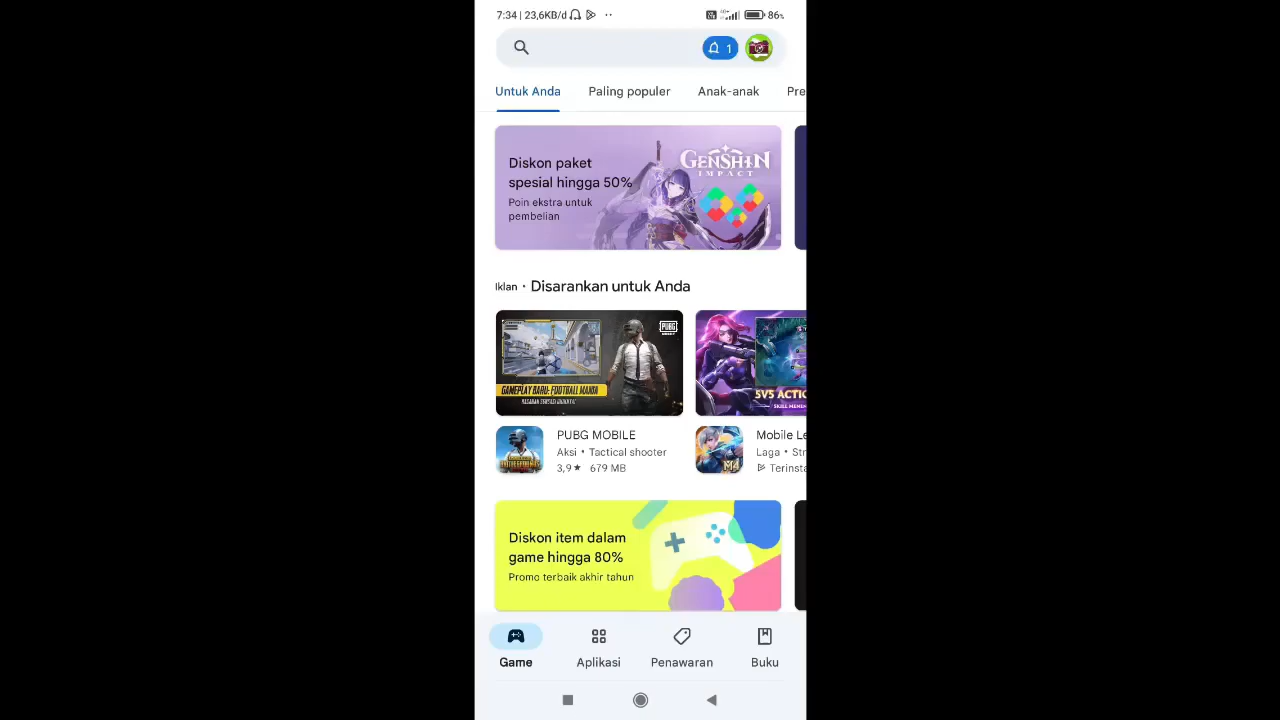 7:34 | 23,6KB/d
86%
1
Untuk Anda
Paling populer
Anak-anak
Pre
Diskon paket
spesial hingga 50%
Poin ekstra untuk
pembelian
GENSHIN
IMPACT
Iklan · Disarankan untuk Anda
PUBG
GAMEPLAY BARU: FOOTBALL MANIA
5V5 ACTIO
PUBG MOBILE
Aksi • Tactical shooter
3,9★ 679 MB
M4
Mobile Le
Laga • Str
Terinsta
Diskon item dalam
game hingga 80%
Promo terbaik akhir tahun
Game
Aplikasi
Penawaran
Buku